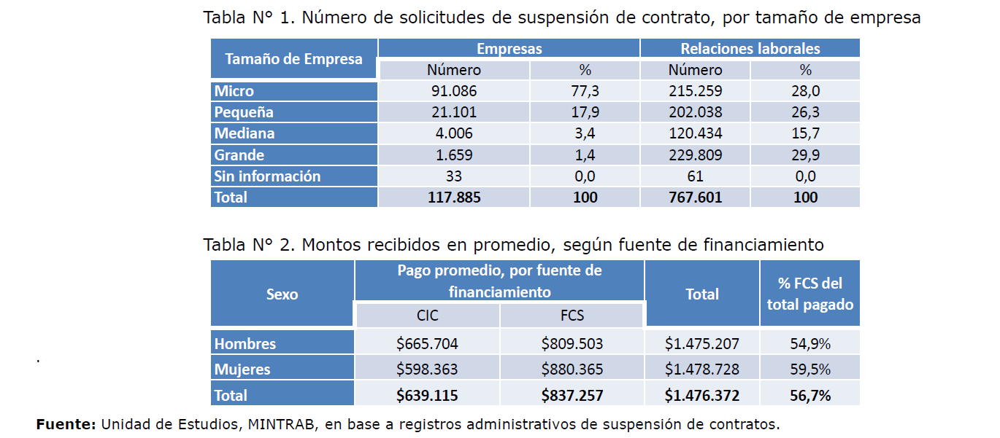 Tabla N° 1. Número de solicitudes de suspensión de contrato, por tamaño de empresa
Tamaño de Empresa Empresas Relaciones laborales
Número % Número %
Micro 91.086 77,3 215.259 28,0
Pequeña 21.101 17,9 202.038 26,3
Mediana 4.006 3,4 120.434 15,7
Grande 1.659 1,4 229.809 29,9
Sin información 33 0,0 61 0,0
Total 117.885 100 767.601 100
Tabla N° 2. Montos recibidos en promedio, según fuente de financiamiento
Sexo Pago promedio, por fuente de financiamiento Total % FCS del total pagado
CIC FCS
Hombres $665.704 $809.503 $1.475.207 54,9%
.
Mujeres $598.363 $880.365 $1.478.728 59,5%
Total $639.115 $837.257 $1.476.372 56,7%
Fuente: Unidad de Estudios, MINTRAB, en base a registros administrativos de suspensión de contratos.